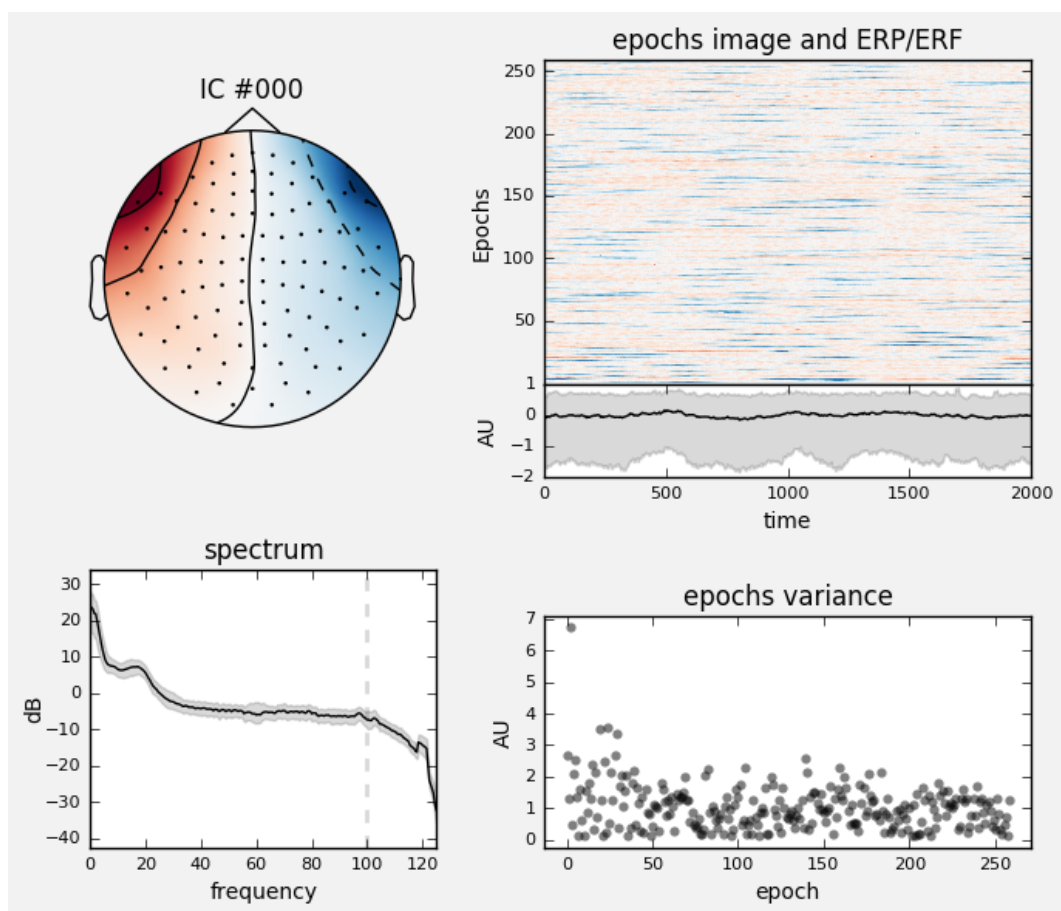 IC #000
epochs image and ERP/ERF
Epochs
250
200
150
100
50
1
AU
0
−1
−2
0 500 1000 1500 2000
time
spectrum
dB
30
20
10
0
−10
−20
−30
−40
0 20 40 60 80 100 120
frequency
epochs variance
AU
7
6
5
4
3
2
1
0
0 50 100 150 200 250
epoch